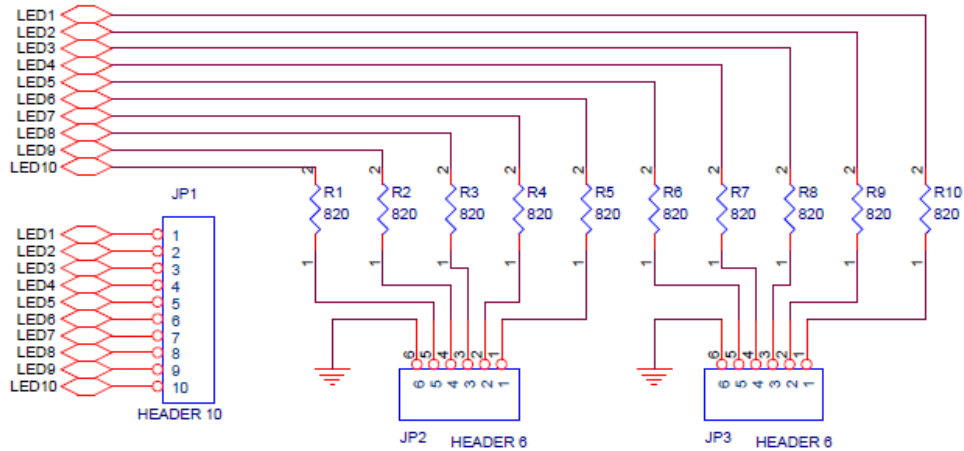 LED1
LED2
LED3
LED4
LED5
LED6
LED7
LED8
LED9
LED10
2 2 2 2 2 2 2 2 2 2
R1 R2 R3 R4 R5 R6 R7 R8 R9 R10
820 820 820 820 820 820 820 820 820 820
1 1 1 1 1 1 1 1 1 1
JP1
LED1 1
LED2 2
LED3 3
LED4 4
LED5 5
LED6 6
LED7 7
LED8 8
LED9 9
LED10 10
HEADER 10
6 5 4 3 2 1
6 5 4 3 2 1
JP2 HEADER 6
6 5 4 3 2 1
6 5 4 3 2 1
JP3 HEADER 6